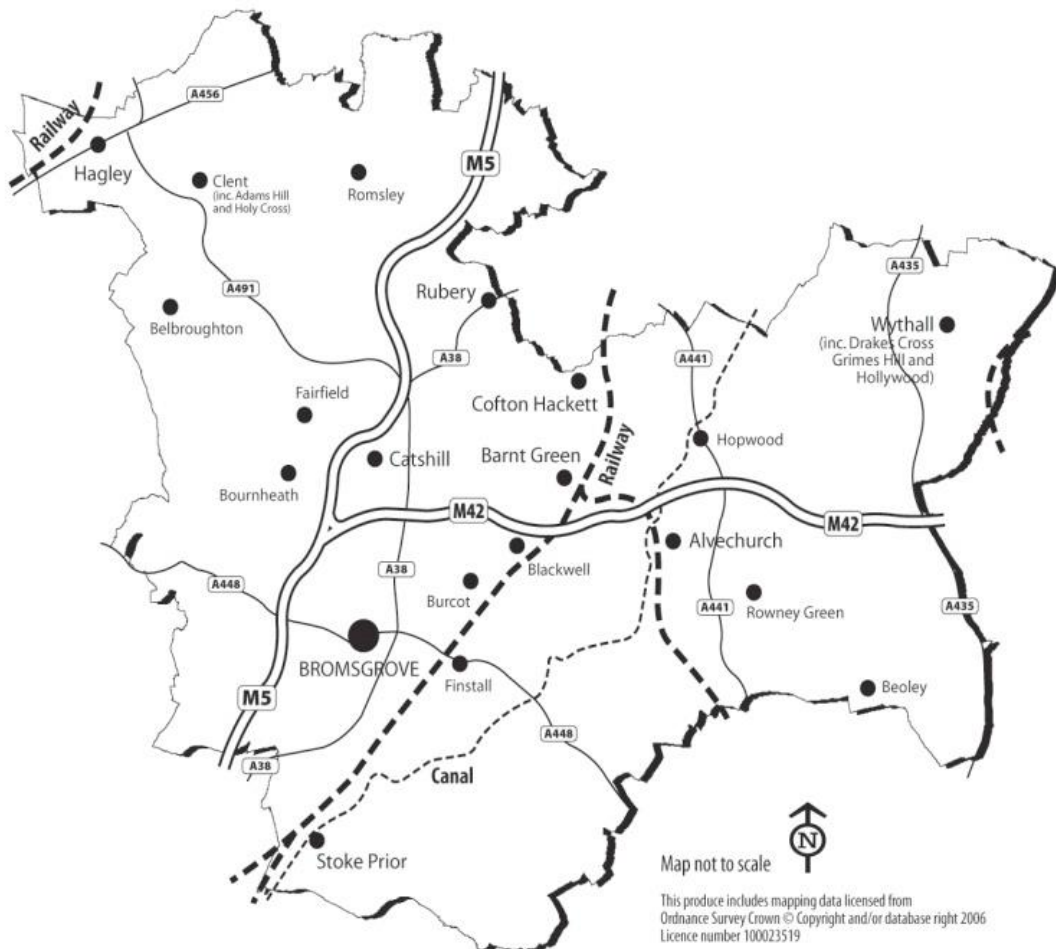 A456
Railway
Hagley
M5
Clent
(inc. Adams Hill
and Holy Cross)
Romsley
A435
A491
Rubery
Belbroughton
Wythall
(inc. Drakes Cross
Grimes Hill and
Hollywood)
A38
A441
Cofton Hackett
Fairfield
Railway
Hopwood
Barnt Green
Catshill
Bournheath
M42
M42
Alvechurch
Blackwell
A38
A448
Burcot
Rowney Green
A441
A435
BROMSGROVE
Finstall
Beoley
M5
A448
A38
Canal
Stoke Prior
N
Map not to scale
This produce includes mapping data licensed from
Ordnance Survey Crown © Copyright and/or database right 2006
Licence number 100023519